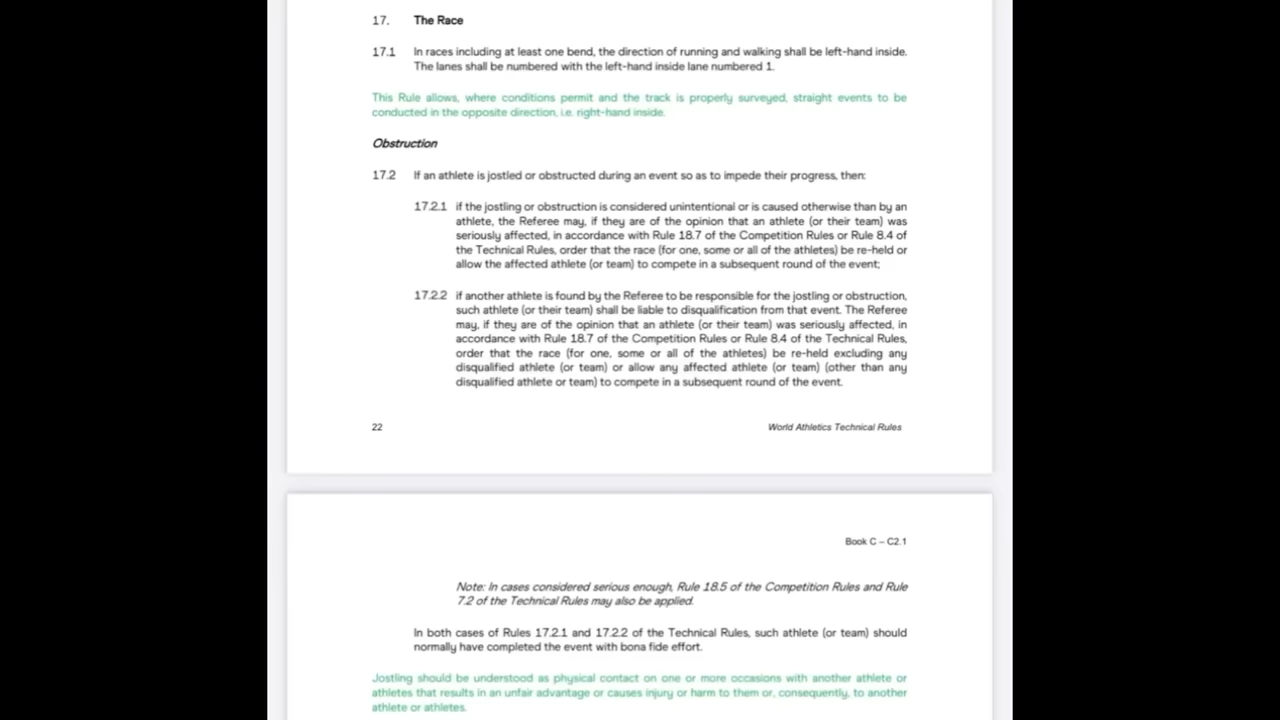 17. The Race
17.1 In races including at least one bend, the direction of running and walking shall be left-hand inside.
The lanes shall be numbered with the left-hand inside lane numbered 1.
This Rule allows, where conditions permit and the track is properly surveyed, straight events to be
conducted in the opposite direction, i.e. right-hand inside.
Obstruction
17.2 If an athlete is jostled or obstructed during an event so as to impede their progress, then:
17.2.1 if the jostling or obstruction is considered unintentional or is caused otherwise than by an
athlete, the Referee may, if they are of the opinion that an athlete (or their team) was
seriously affected, in accordance with Rule 18.7 of the Competition Rules or Rule 8.4 of
the Technical Rules, order that the race (for one, some or all of the athletes) be re-held or
allow the affected athlete (or team) to compete in a subsequent round of the event;
17.2.2 if another athlete is found by the Referee to be responsible for the jostling or obstruction,
such athlete (or their team) shall be liable to disqualification from that event. The Referee
may, if they are of the opinion that an athlete (or their team) was seriously affected, in
accordance with Rule 18.7 of the Competition Rules or Rule 8.4 of the Technical Rules,
order that the race (for one, some or all of the athletes) be re-held excluding any
disqualified athlete (or team) or allow any affected athlete (or team) (other than any
disqualified athlete or team) to compete in a subsequent round of the event.
22 World Athletics Technical Rules
Book C – C2.1
Note: In cases considered serious enough, Rule 18.5 of the Competition Rules and Rule
7.2 of the Technical Rules may also be applied.
In both cases of Rules 17.2.1 and 17.2.2 of the Technical Rules, such athlete (or team) should
normally have completed the event with bona fide effort.
Jostling should be understood as physical contact on one or more occasions with another athlete or
athletes that results in an unfair advantage or causes injury or harm to them or, consequently, to another
athlete or athletes.